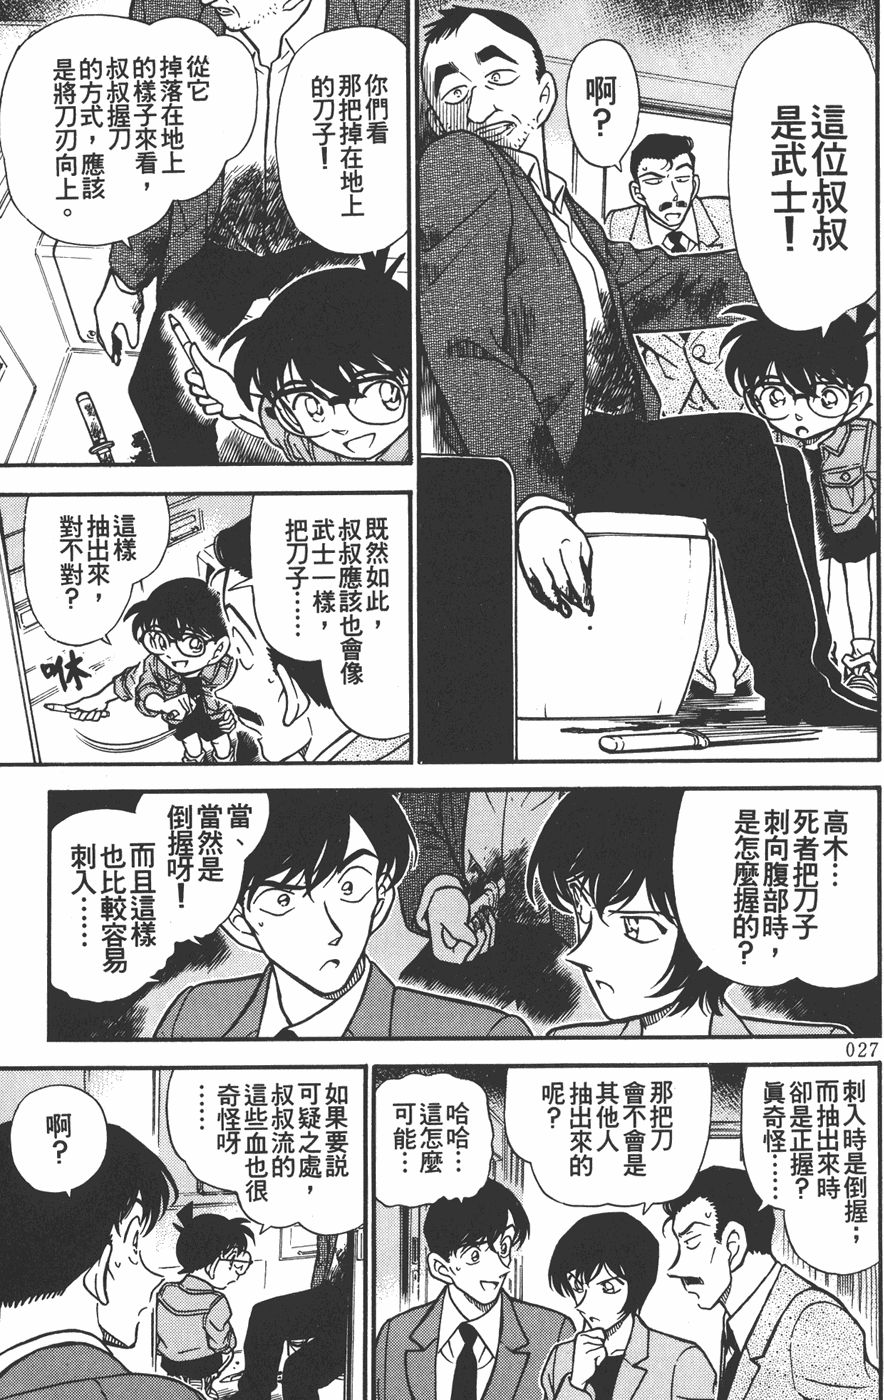 這位叔叔
是武士！
啊？
你們看
那把掉在地上
的刀子！
從它
掉落在地上
的樣子來看，
叔叔握刀
的方式，應該
是將刀刃向上。
既然如此，
叔叔應該也會像
武士一樣，
把刀子……
這樣
抽出來，
對不對？
咻
高木…
死者把刀子
刺向腹部時，
是怎麼握的？
當、
當然是
倒握呀！
而且這樣
也比較容易
刺入……
027
刺入時是倒握；
而抽出來時
卻是正握？
眞奇怪……
那把刀
會不會是
其他人
抽出來的
呢？
哈哈…
這怎麼
可能…
如果要說
可疑之處，
叔叔流的
這些血也很
奇怪呀
……
啊？